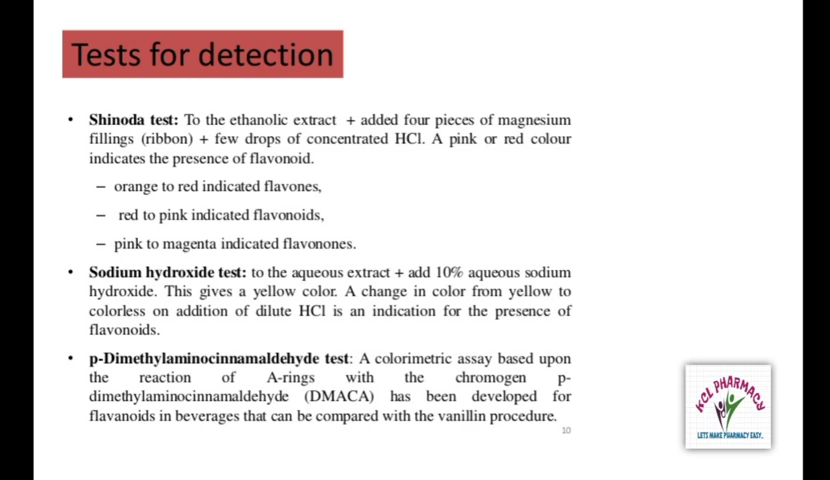 Tests for detection
• Shinoda test: To the ethanolic extract + added four pieces of magnesium
fillings (ribbon) + few drops of concentrated HCl. A pink or red colour
indicates the presence of flavonoid.
– orange to red indicated flavones,
– red to pink indicated flavonoids,
– pink to magenta indicated flavonones.
• Sodium hydroxide test: to the aqueous extract + add 10% aqueous sodium
hydroxide. This gives a yellow color. A change in color from yellow to
colorless on addition of dilute HCl is an indication for the presence of
flavonoids.
• p-Dimethylaminocinnamaldehyde test: A colorimetric assay based upon
the reaction of A-rings with the chromogen p-
dimethylaminocinnamaldehyde (DMACA) has been developed for
flavanoids in beverages that can be compared with the vanillin procedure.
10
KCL PHARMACY
LETS MAKE PHARMACY EASY.